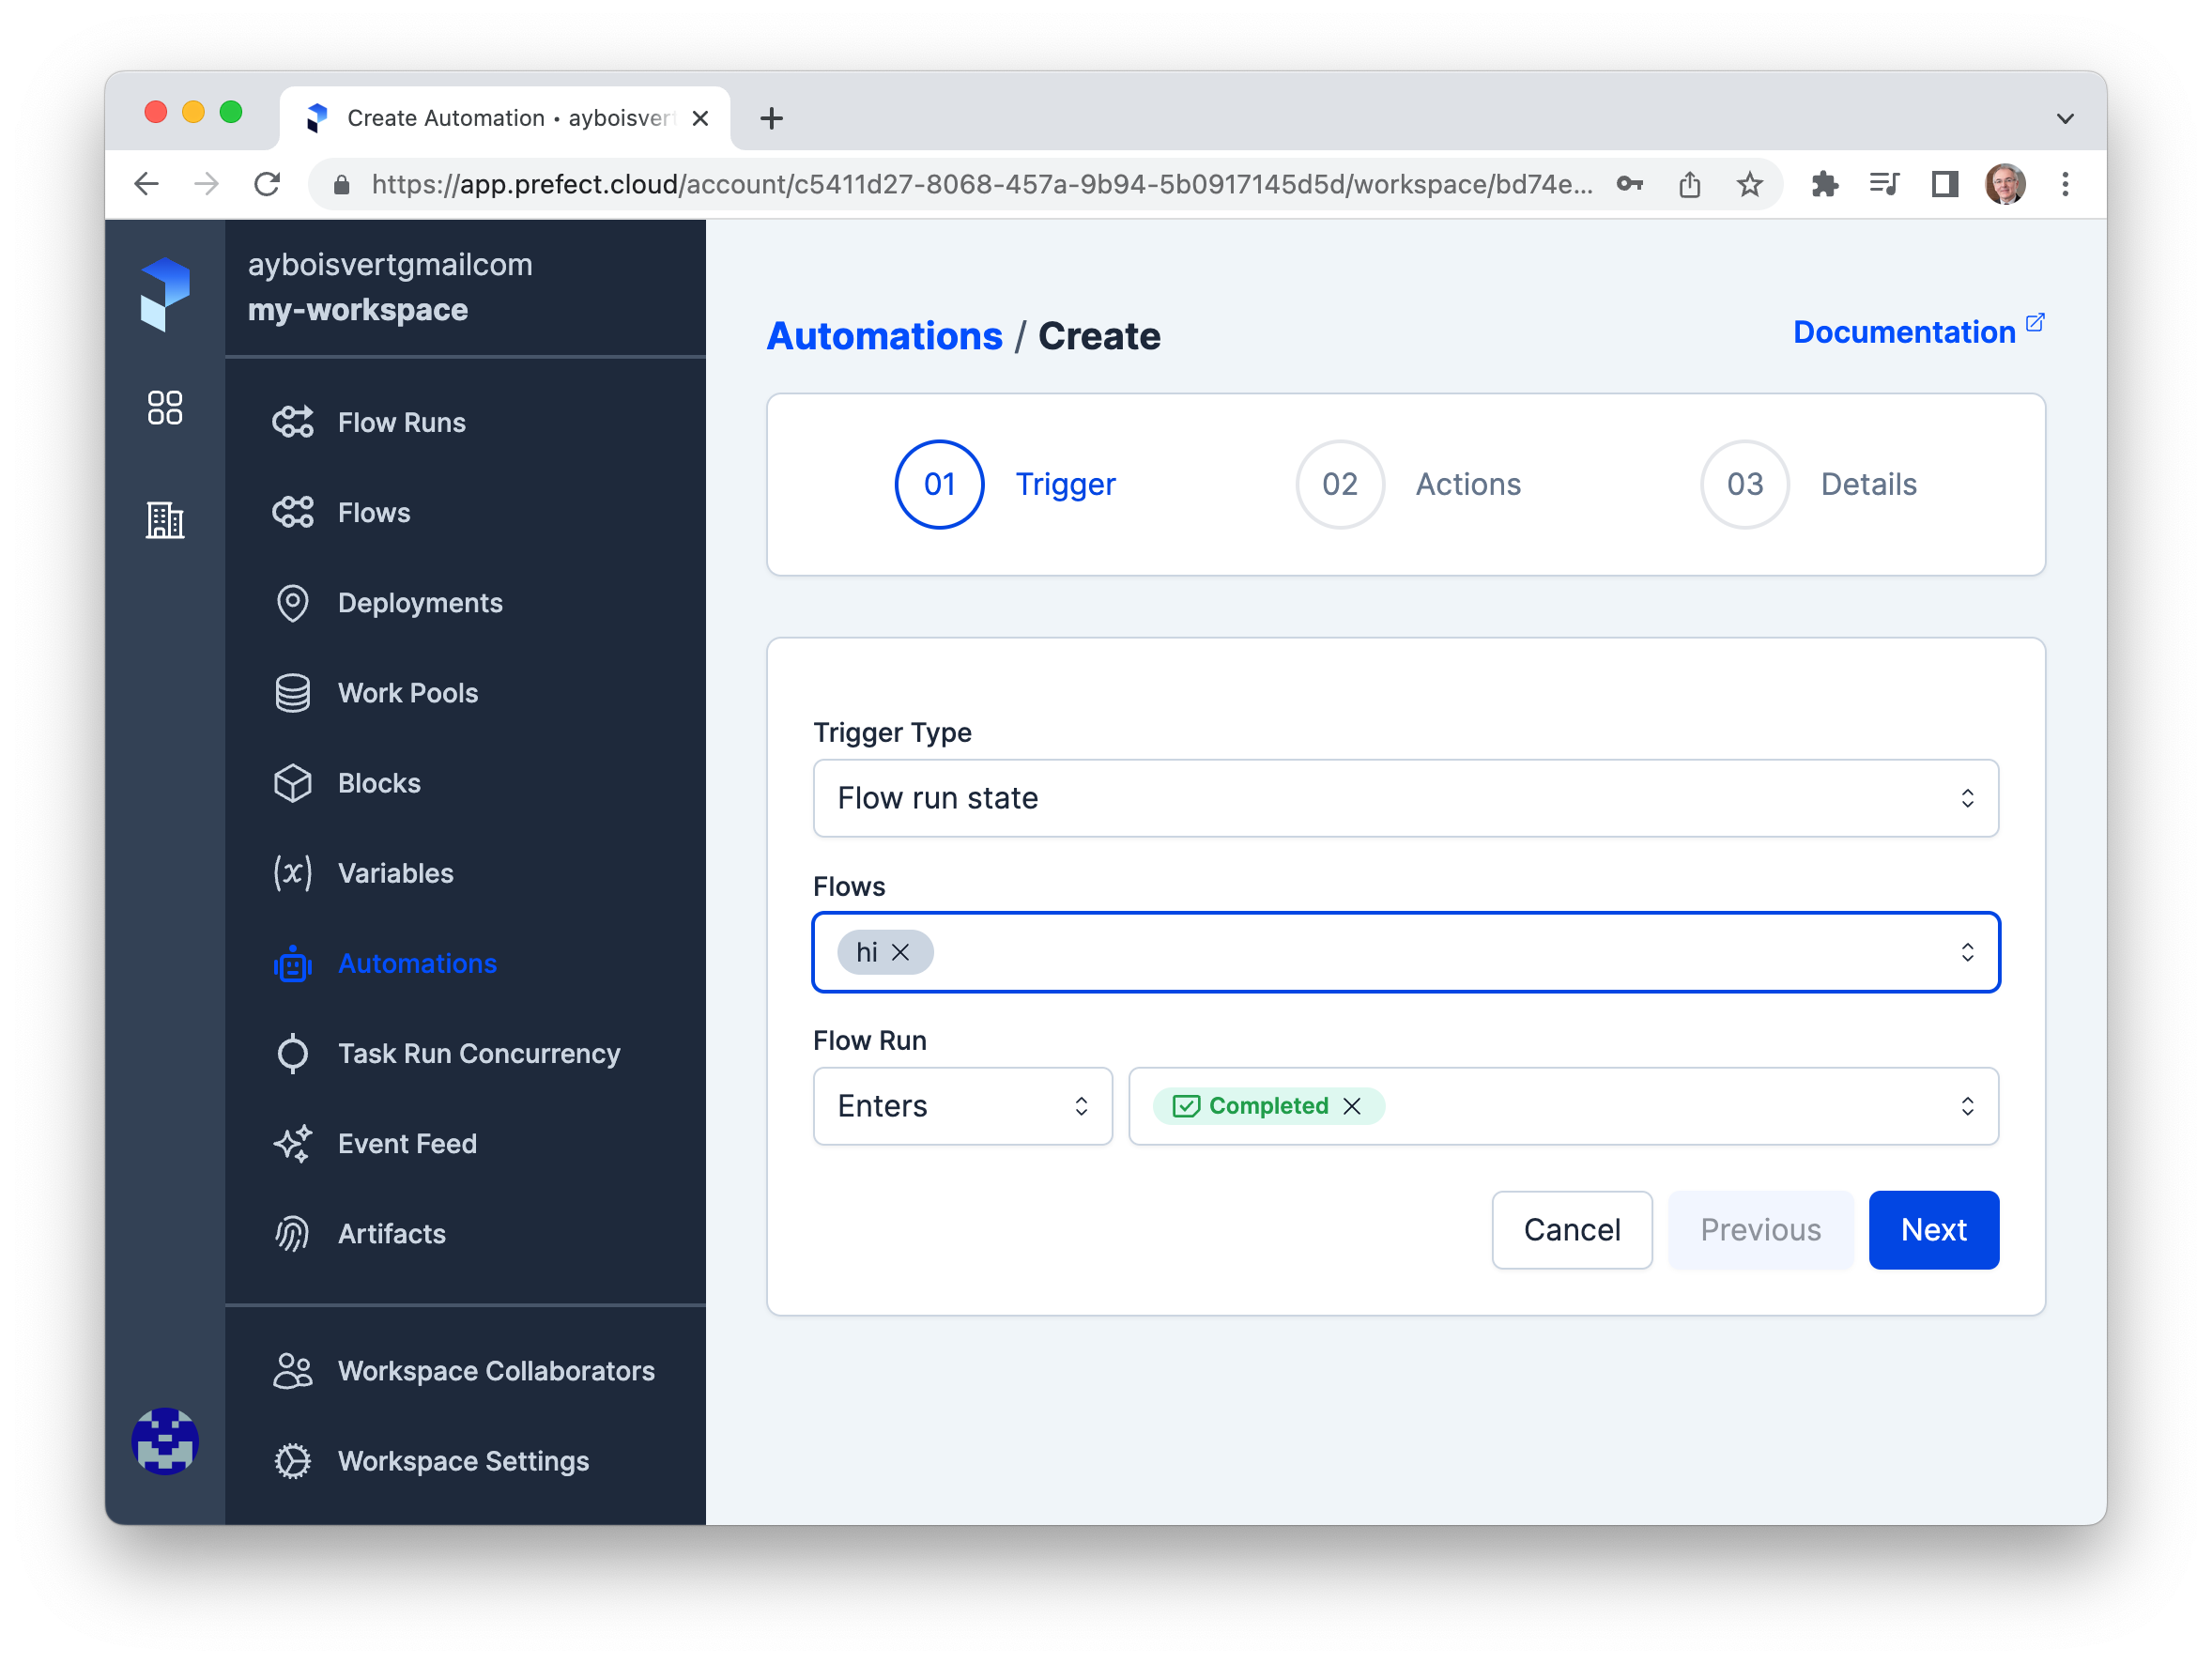 Create Automation • ayboisver
https://app.prefect.cloud/account/c5411d27-8068-457a-9b94-5b0917145d5d/workspace/bd74e...
ayboisvertgmailcom
my-workspace
Flow Runs
Flows
Deployments
Work Pools
Blocks
Variables
Automations
Task Run Concurrency
Event Feed
Artifacts
Workspace Collaborators
Workspace Settings
Automations / Create
Documentation
01 Trigger
02 Actions
03 Details
Trigger Type
Flow run state
Flows
hi
Flow Run
Enters
Completed
Cancel
Previous
Next